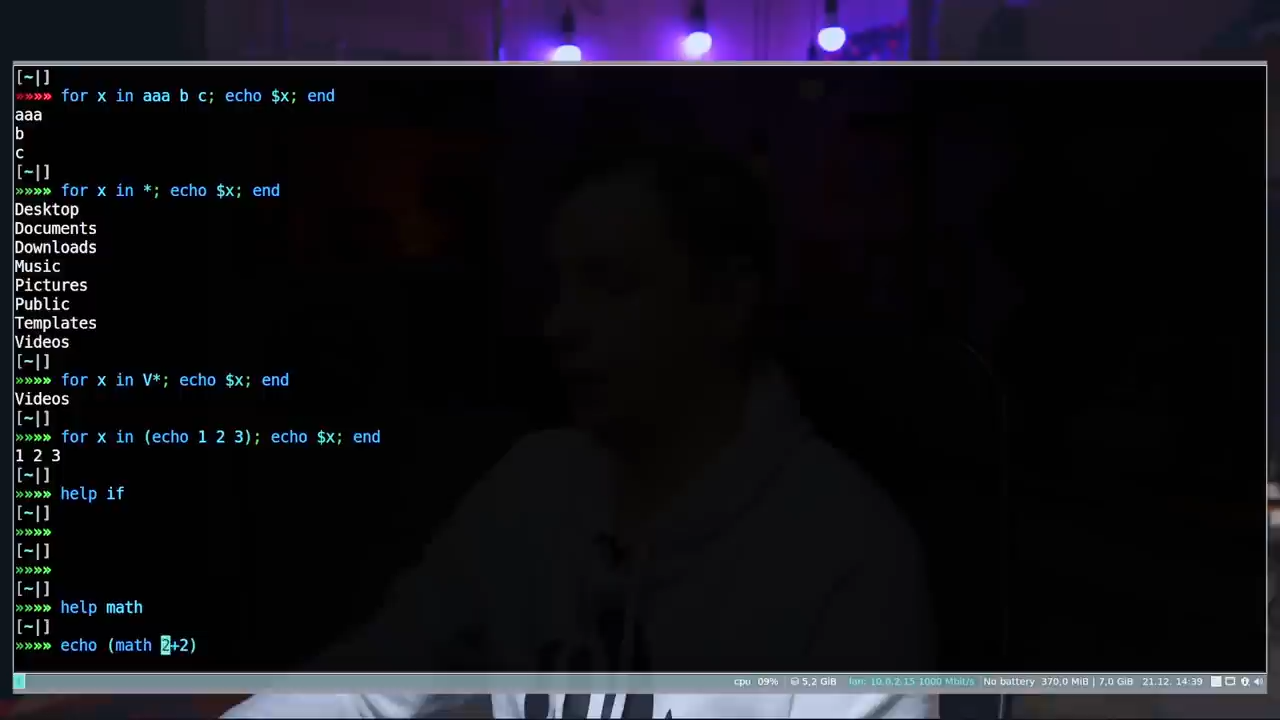 [~|]
»»»» for x in aaa b c; echo $x; end
aaa
b
c
[~|]
»»»» for x in *; echo $x; end
Desktop
Documents
Downloads
Music
Pictures
Public
Templates
Videos
[~|]
»»»» for x in V*; echo $x; end
Videos
[~|]
»»»» for x in (echo 1 2 3); echo $x; end
1 2 3
[~|]
»»»» help if
[~|]
»»»»
[~|]
»»»»
[~|]
»»»» help math
[~|]
»»»» echo (math 2+2)
cpu 09% 5,2 GiB lan: 10.0.2.15 1000 Mbit/s No battery 370,0 MiB | 7,0 GiB 21.12. 14:39